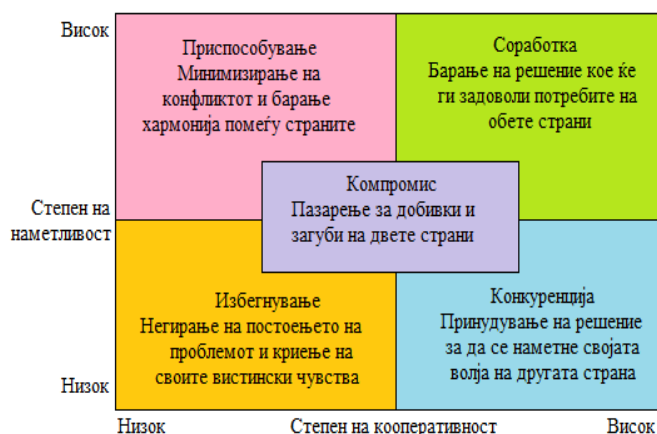 Висок
Приспособување
Минимизирање на
конфликтот и барање
хармонија помеѓу страните
Соработка
Барање на решение кое ќе
ги задоволи потребите на
обете страни
Компромис
Пазарење за добивки и
загуби на двете страни
Степен на
наметливост
Избегнување
Негирање на постоењето на
проблемот и криење на
своите вистински чувства
Конкуренција
Принудување на решение
за да се наметне својата
волја на другата страна
Низок
Низок
Степен на кооперативност
Висок